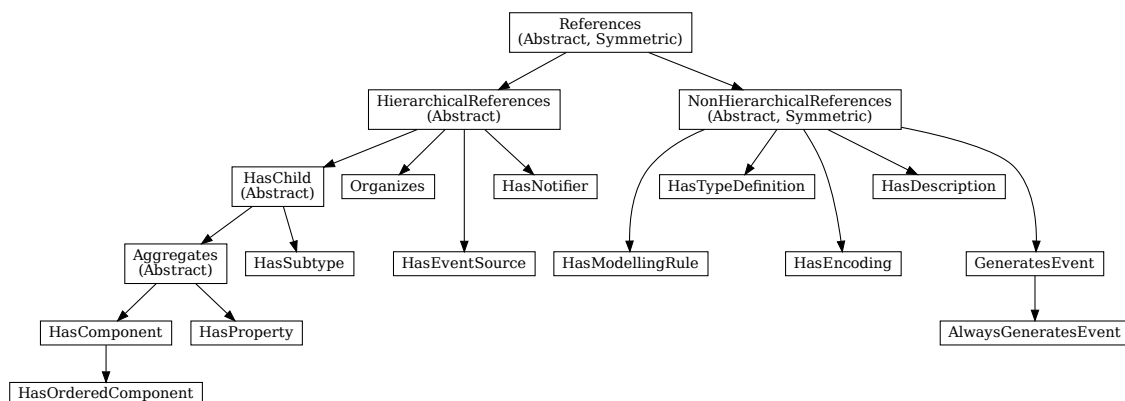 References
(Abstract, Symmetric)
HierarchicalReferences
(Abstract)
NonHierarchicalReferences
(Abstract, Symmetric)
HasChild
(Abstract)
Organizes
HasNotifier
HasTypeDefinition
HasDescription
Aggregates
(Abstract)
HasSubtype
HasEventSource
HasModellingRule
HasEncoding
GeneratesEvent
HasComponent
HasProperty
AlwaysGeneratesEvent
HasOrderedComponent